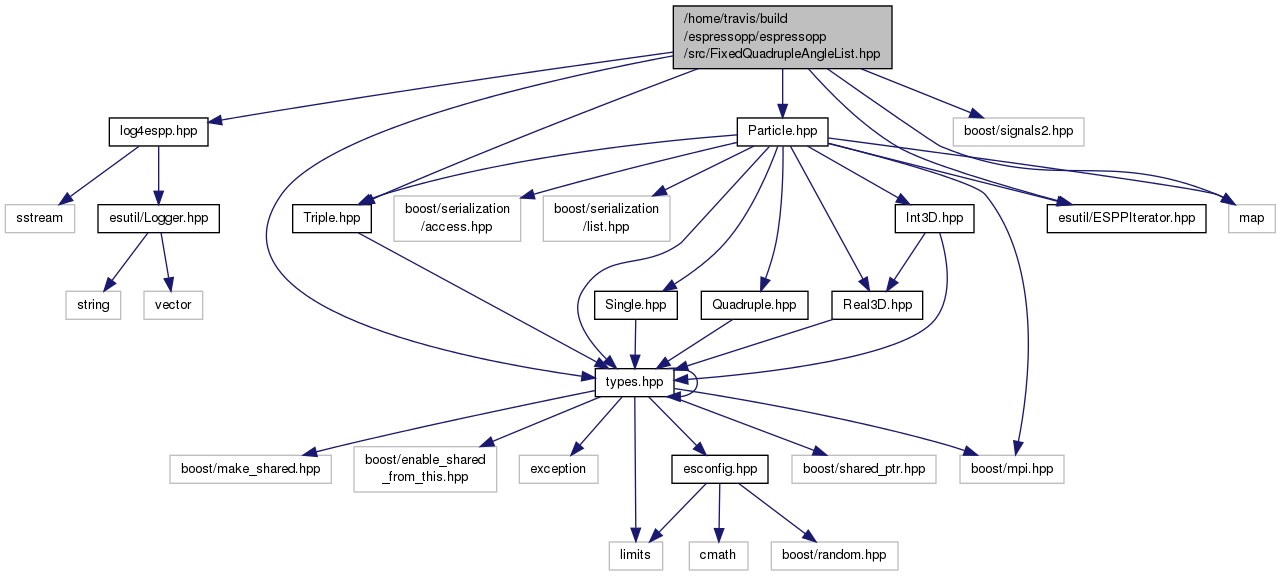 /home/travis/build
/espressopp/espressopp
/src/FixedQuadrupleAngleList.hpp
log4espp.hpp
Particle.hpp
boost/signals2.hpp
sstream
esutil/Logger.hpp
Triple.hpp
boost/serialization
/access.hpp
boost/serialization
/list.hpp
Int3D.hpp
esutil/ESPPIterator.hpp
map
string
vector
Single.hpp
Quadruple.hpp
Real3D.hpp
types.hpp
boost/make_shared.hpp
boost/enable_shared
_from_this.hpp
exception
esconfig.hpp
boost/shared_ptr.hpp
boost/mpi.hpp
limits
cmath
boost/random.hpp